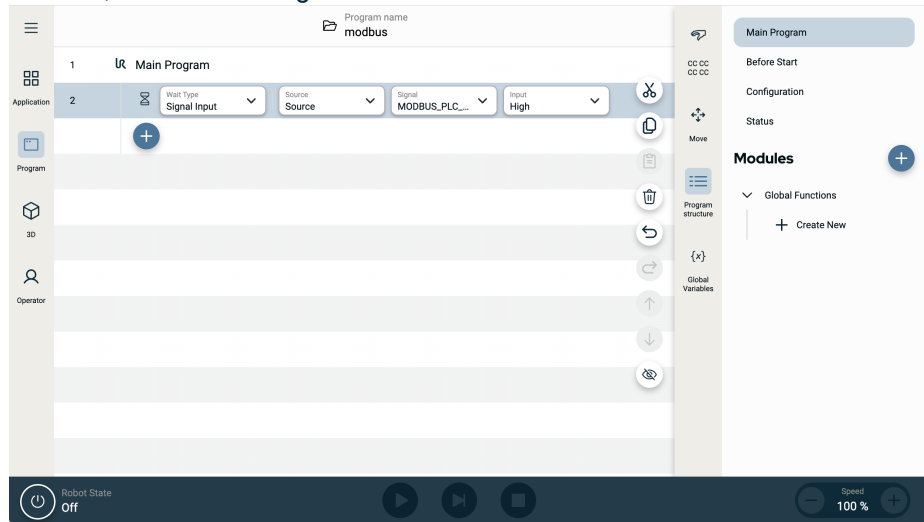 Program name
modbus
Application
Program
3D
Operator
1 Main Program
2
Wait Type
Signal Input
Source
Source
Signal
MODBUS_PLC_...
Input
High
CC CC
CC CC
Move
Program
structure
{x}
Global
Variables
Main Program
Before Start
Configuration
Status
Modules
Global Functions
Create New
Robot State
Off
Speed
100 %